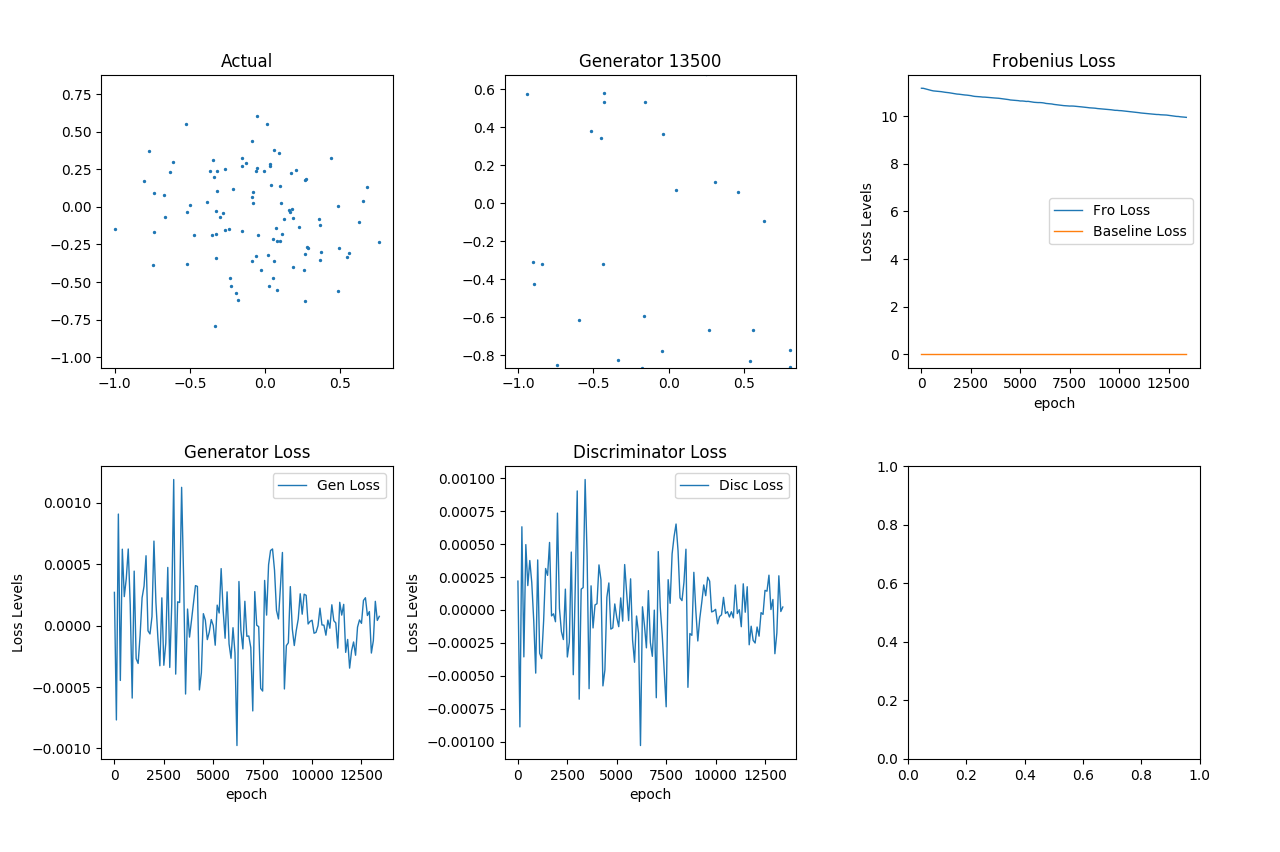 Actual
0.75
0.50
0.25
0.00
−0.25
−0.50
−0.75
−1.00
−1.0 −0.5 0.0 0.5
Generator 13500
0.6
0.4
0.2
0.0
−0.2
−0.4
−0.6
−0.8
−1.0 −0.5 0.0 0.5
Frobenius Loss
Loss Levels
10
8
6
4
2
0
Fro Loss
Baseline Loss
0 2500 5000 7500 10000 12500
epoch
Generator Loss
Loss Levels
0.0010
0.0005
0.0000
−0.0005
−0.0010
Gen Loss
0 2500 5000 7500 10000 12500
epoch
Discriminator Loss
Loss Levels
0.00100
0.00075
0.00050
0.00025
0.00000
−0.00025
−0.00050
−0.00075
−0.00100
Disc Loss
0 2500 5000 7500 10000 12500
epoch
1.0
0.8
0.6
0.4
0.2
0.0
0.0 0.2 0.4 0.6 0.8 1.0